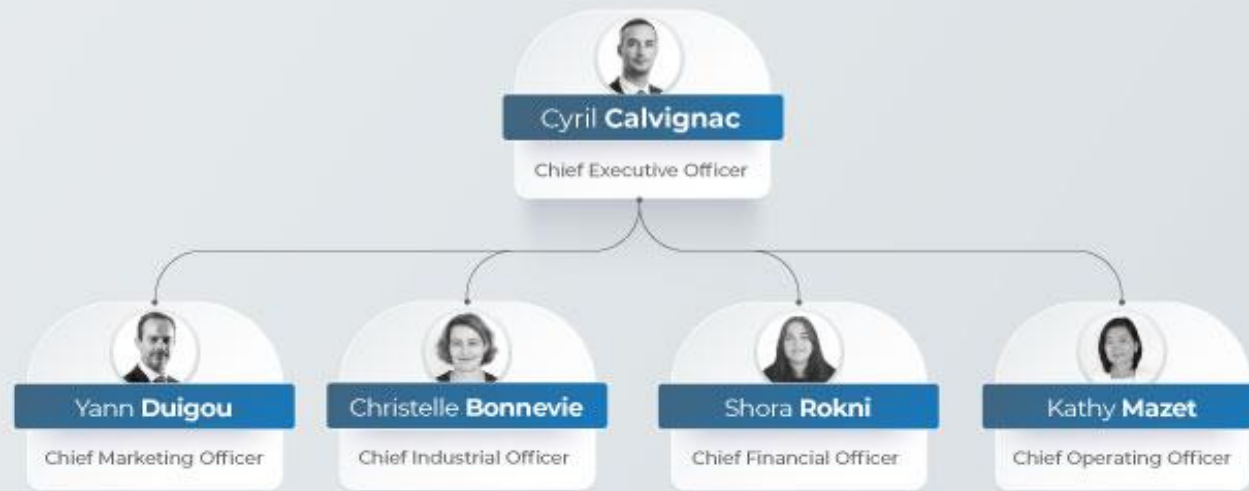 Cyril Calvignac
Chief Executive Officer
Yann Duigou
Chief Marketing Officer
Christelle Bonnevie
Chief Industrial Officer
Shora Rokni
Chief Financial Officer
Kathy Mazet
Chief Operating Officer